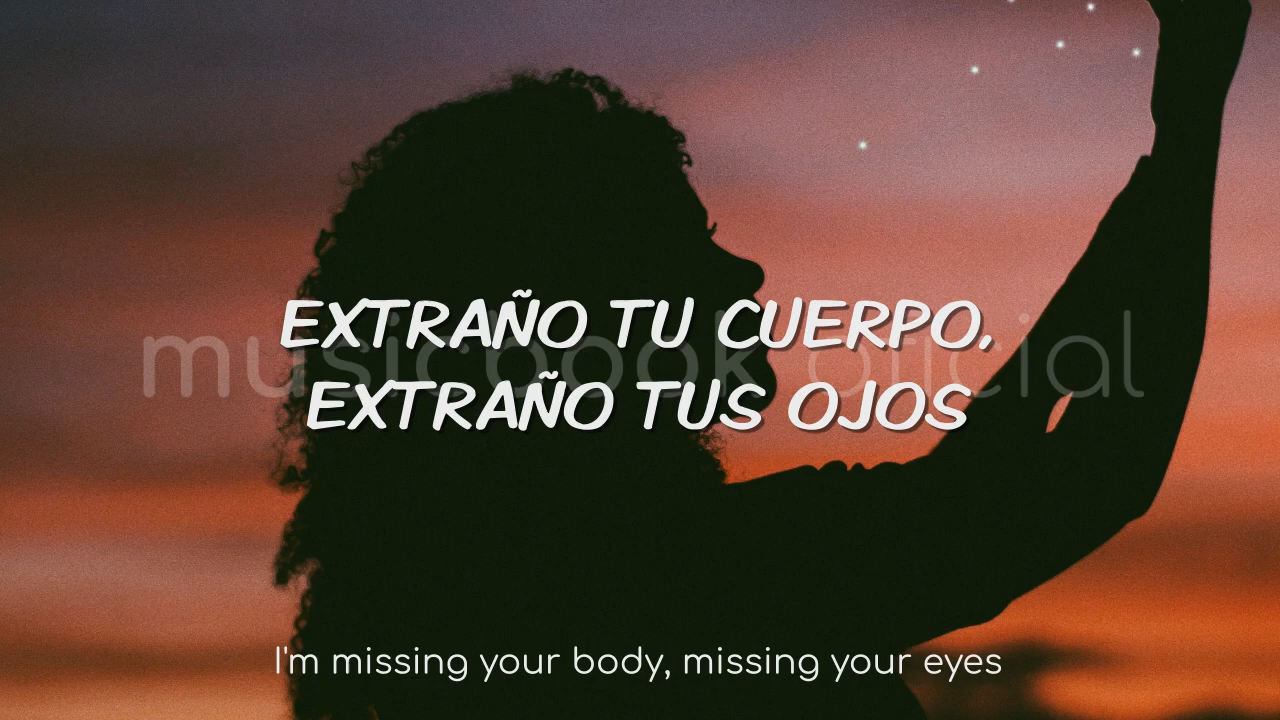 EXTRAÑO TU CUERPO,
musicbook oficial
EXTRAÑO TUS OJOS
I'm missing your body, missing your eyes